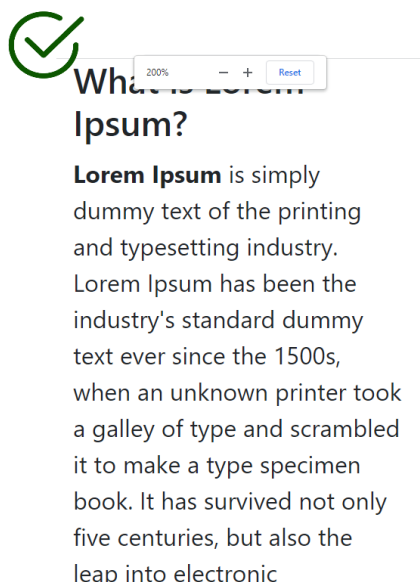 200% Reset
What is Lorem
Ipsum?
Lorem Ipsum is simply
dummy text of the printing
and typesetting industry.
Lorem Ipsum has been the
industry's standard dummy
text ever since the 1500s,
when an unknown printer took
a galley of type and scrambled
it to make a type specimen
book. It has survived not only
five centuries, but also the
leap into electronic